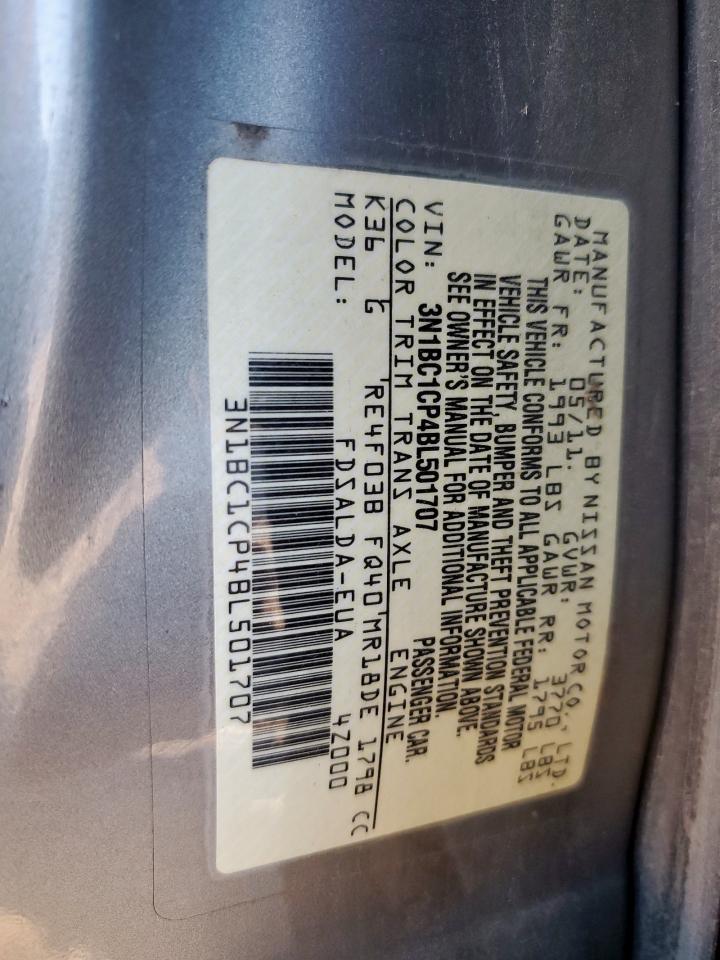 MANUFACTURED BY NISSAN MOTOR CO., LTD.
DATE: 05/11. GVWR: 3770 LBS
GAWR FR: 1993 LBS GAWR RR: 1795 LBS
THIS VEHICLE CONFORMS TO ALL APPLICABLE FEDERAL MOTOR
VEHICLE SAFETY, BUMPER AND THEFT PREVENTION STANDARDS
IN EFFECT ON THE DATE OF MANUFACTURE SHOWN ABOVE.
SEE OWNER'S MANUAL FOR ADDITIONAL INFORMATION.
VIN: 3N1BC1CP4BL501707 PASSENGER CAR.
COLOR TRIM TRANS AXLE ENGINE
K36 G RE4F03B FQ40 MR18DE 1798 CC
MODEL: FDSALDA-EUA 4Z000
3N1BC1CP4BL501707